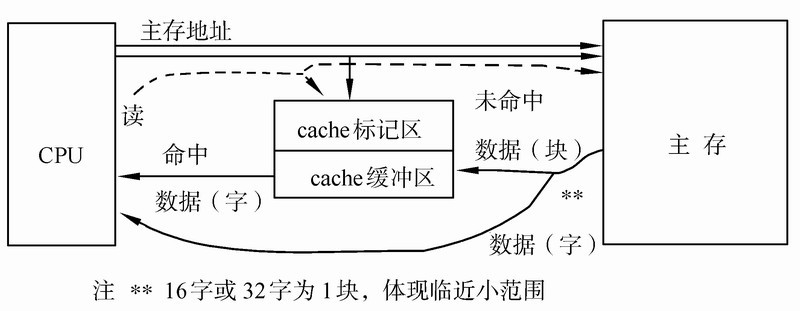 主存地址
读
未命中
CPU
cache标记区
主 存
命中
数据（块）
cache缓冲区
数据（字）
**
数据（字）
注 ** 16字或32字为1块，体现临近小范围